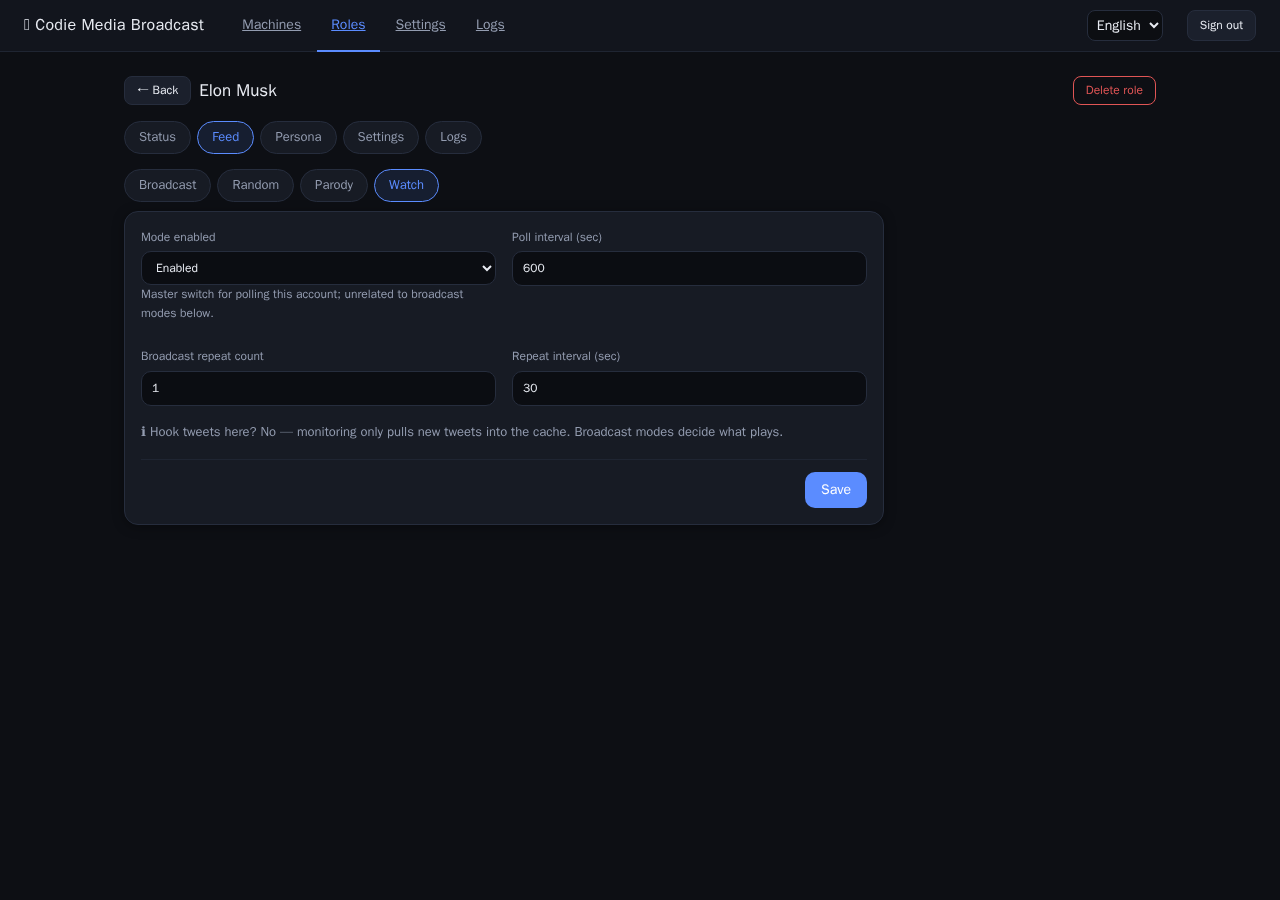 Codie Media Broadcast Machines Roles Settings Logs English Sign out
← Back Elon Musk Delete role
Status Feed Persona Settings Logs
Broadcast Random Parody Watch
Mode enabled Poll interval (sec)
Enabled 600
Master switch for polling this account; unrelated to broadcast
modes below.
Broadcast repeat count Repeat interval (sec)
1 30
ℹ Hook tweets here? No — monitoring only pulls new tweets into the cache. Broadcast modes decide what plays.
Save